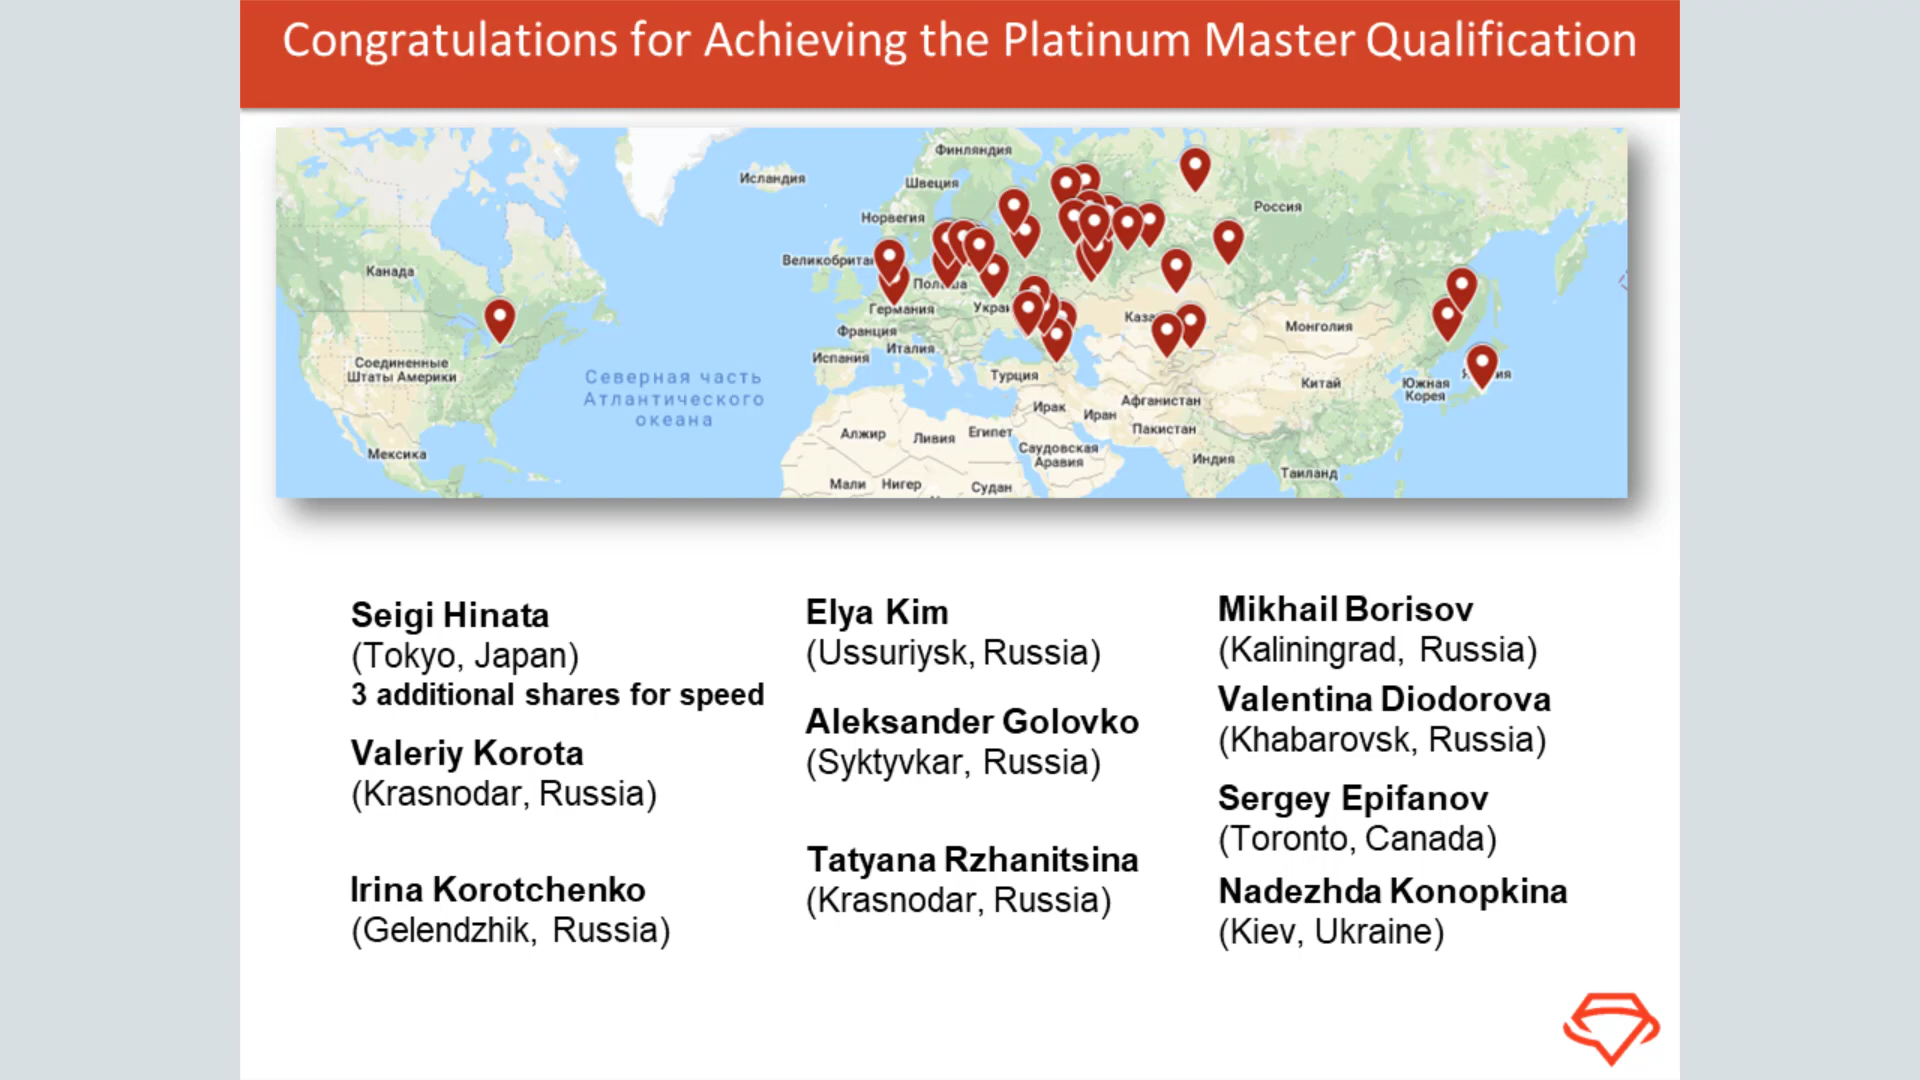 Congratulations for Achieving the Platinum Master Qualification
Финляндия
Исландия
Швеция
Россия
Норвегия
Канада
Германия
Монголия
Франция
Италия
Испания
Соединенные
Штаты Америки
Турция
Китай
Южная
Корея
Северная часть
Атлантического
океана
Афганистан
Ирак
Иран
Пакистан
Алжир
Ливия
Египет
Саудовская
Аравия
Мексика
Индия
Таиланд
Мали
Нигер
Судан
Seigi Hinata
(Tokyo, Japan)
3 additional shares for speed
Valeriy Korota
(Krasnodar, Russia)
Irina Korotchenko
(Gelendzhik, Russia)
Elya Kim
(Ussuriysk, Russia)
Aleksander Golovko
(Syktyvkar, Russia)
Tatyana Rzhanitsina
(Krasnodar, Russia)
Mikhail Borisov
(Kaliningrad, Russia)
Valentina Diodorova
(Khabarovsk, Russia)
Sergey Epifanov
(Toronto, Canada)
Nadezhda Konopkina
(Kiev, Ukraine)